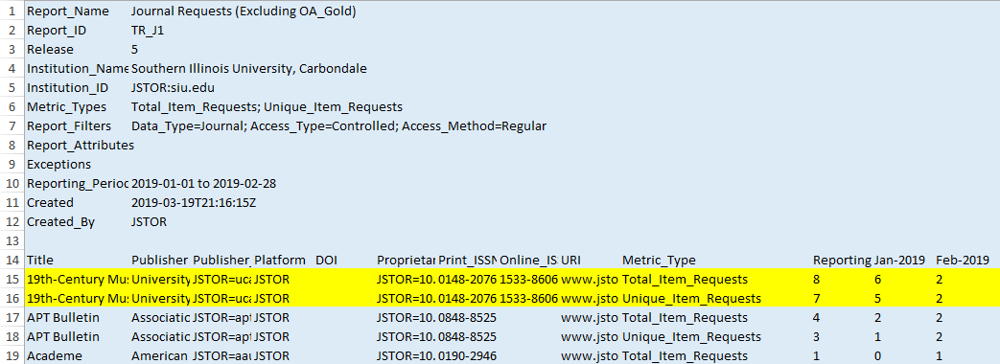 1 Report_Name Journal Requests (Excluding OA_Gold)
2 Report_ID TR_J1
3 Release 5
4 Institution_Name Southern Illinois University, Carbondale
5 Institution_ID JSTOR:siu.edu
6 Metric_Types Total_Item_Requests; Unique_Item_Requests
7 Report_Filters Data_Type=Journal; Access_Type=Controlled; Access_Method=Regular
8 Report_Attributes
9 Exceptions
10 Reporting_Perioc 2019-01-01 to 2019-02-28
11 Created 2019-03-19T21:16:15Z
12 Created_By JSTOR
13
14 Title Publisher Publisher_ Platform DOI Proprietar Print_ISSN Online_IS URI Metric_Type Reporting Jan-2019 Feb-2019
15 19th-Century Mus University JSTOR=uca JSTOR JSTOR=10. 0148-2076 1533-8606 www.jsto Total_Item_Requests 8 6 2
16 19th-Century Mus University JSTOR=uca JSTOR JSTOR=10. 0148-2076 1533-8606 www.jsto Unique_Item_Requests 7 5 2
17 APT Bulletin Associatic JSTOR=apt JSTOR JSTOR=10. 0848-8525 www.jsto Total_Item_Requests 4 2 2
18 APT Bulletin Associatic JSTOR=apt JSTOR JSTOR=10. 0848-8525 www.jsto Unique_Item_Requests 3 1 2
19 Academe American JSTOR=aau JSTOR JSTOR=10. 0190-2946 www.jsto Total_Item_Requests 1 0 1